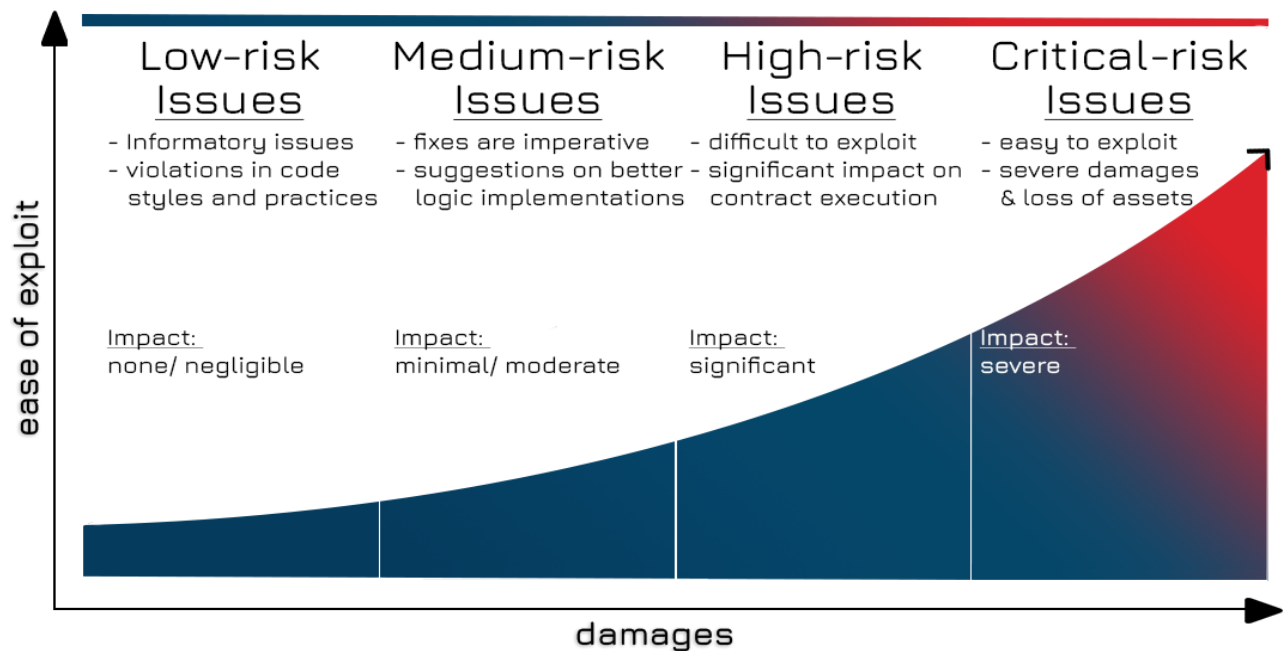 Low-risk
Issues
- Informatory issues
- violations in code
styles and practices
Impact:
none/ negligible
Medium-risk
Issues
- fixes are imperative
- suggestions on better
logic implementations
Impact:
minimal/ moderate
High-risk
Issues
- difficult to exploit
- significant impact on
contract execution
Impact:
significant
Critical-risk
Issues
- easy to exploit
- severe damages
& loss of assets
Impact:
severe
ease of exploit
damages